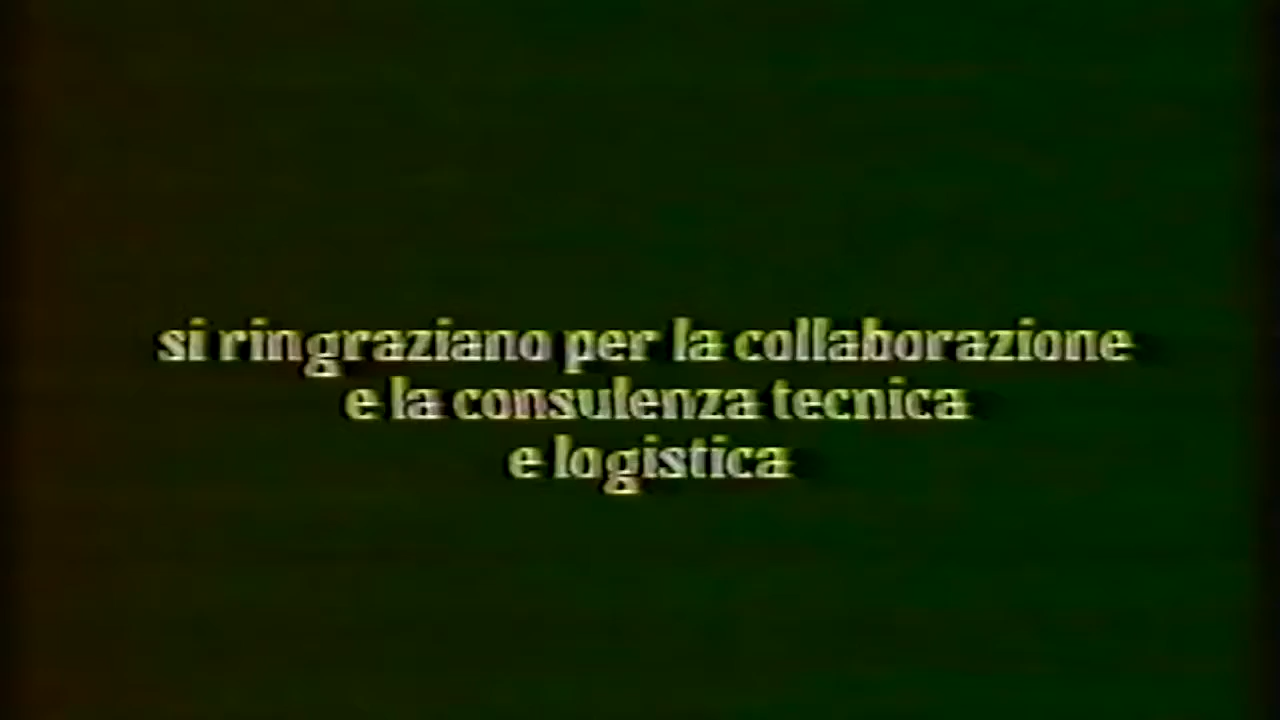 si ringraziano per la collaborazione
e la consulenza tecnica
e logistica